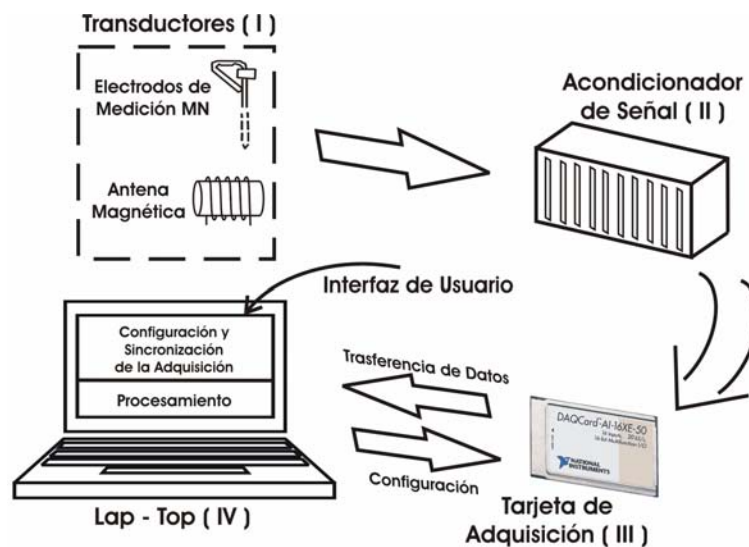 Transductores ( I )
Electrodos de
Medición MN
Antena
Magnética
Acondicionador
de Señal ( II )
Interfaz de Usuario
Configuración y
Sincronización
de la Adquisición
Procesamiento
Trasferencia de Datos
Configuración
DAQCard-AI-16XE-50
NATIONAL
INSTRUMENTS
Lap - Top ( IV )
Tarjeta de
Adquisición ( III )